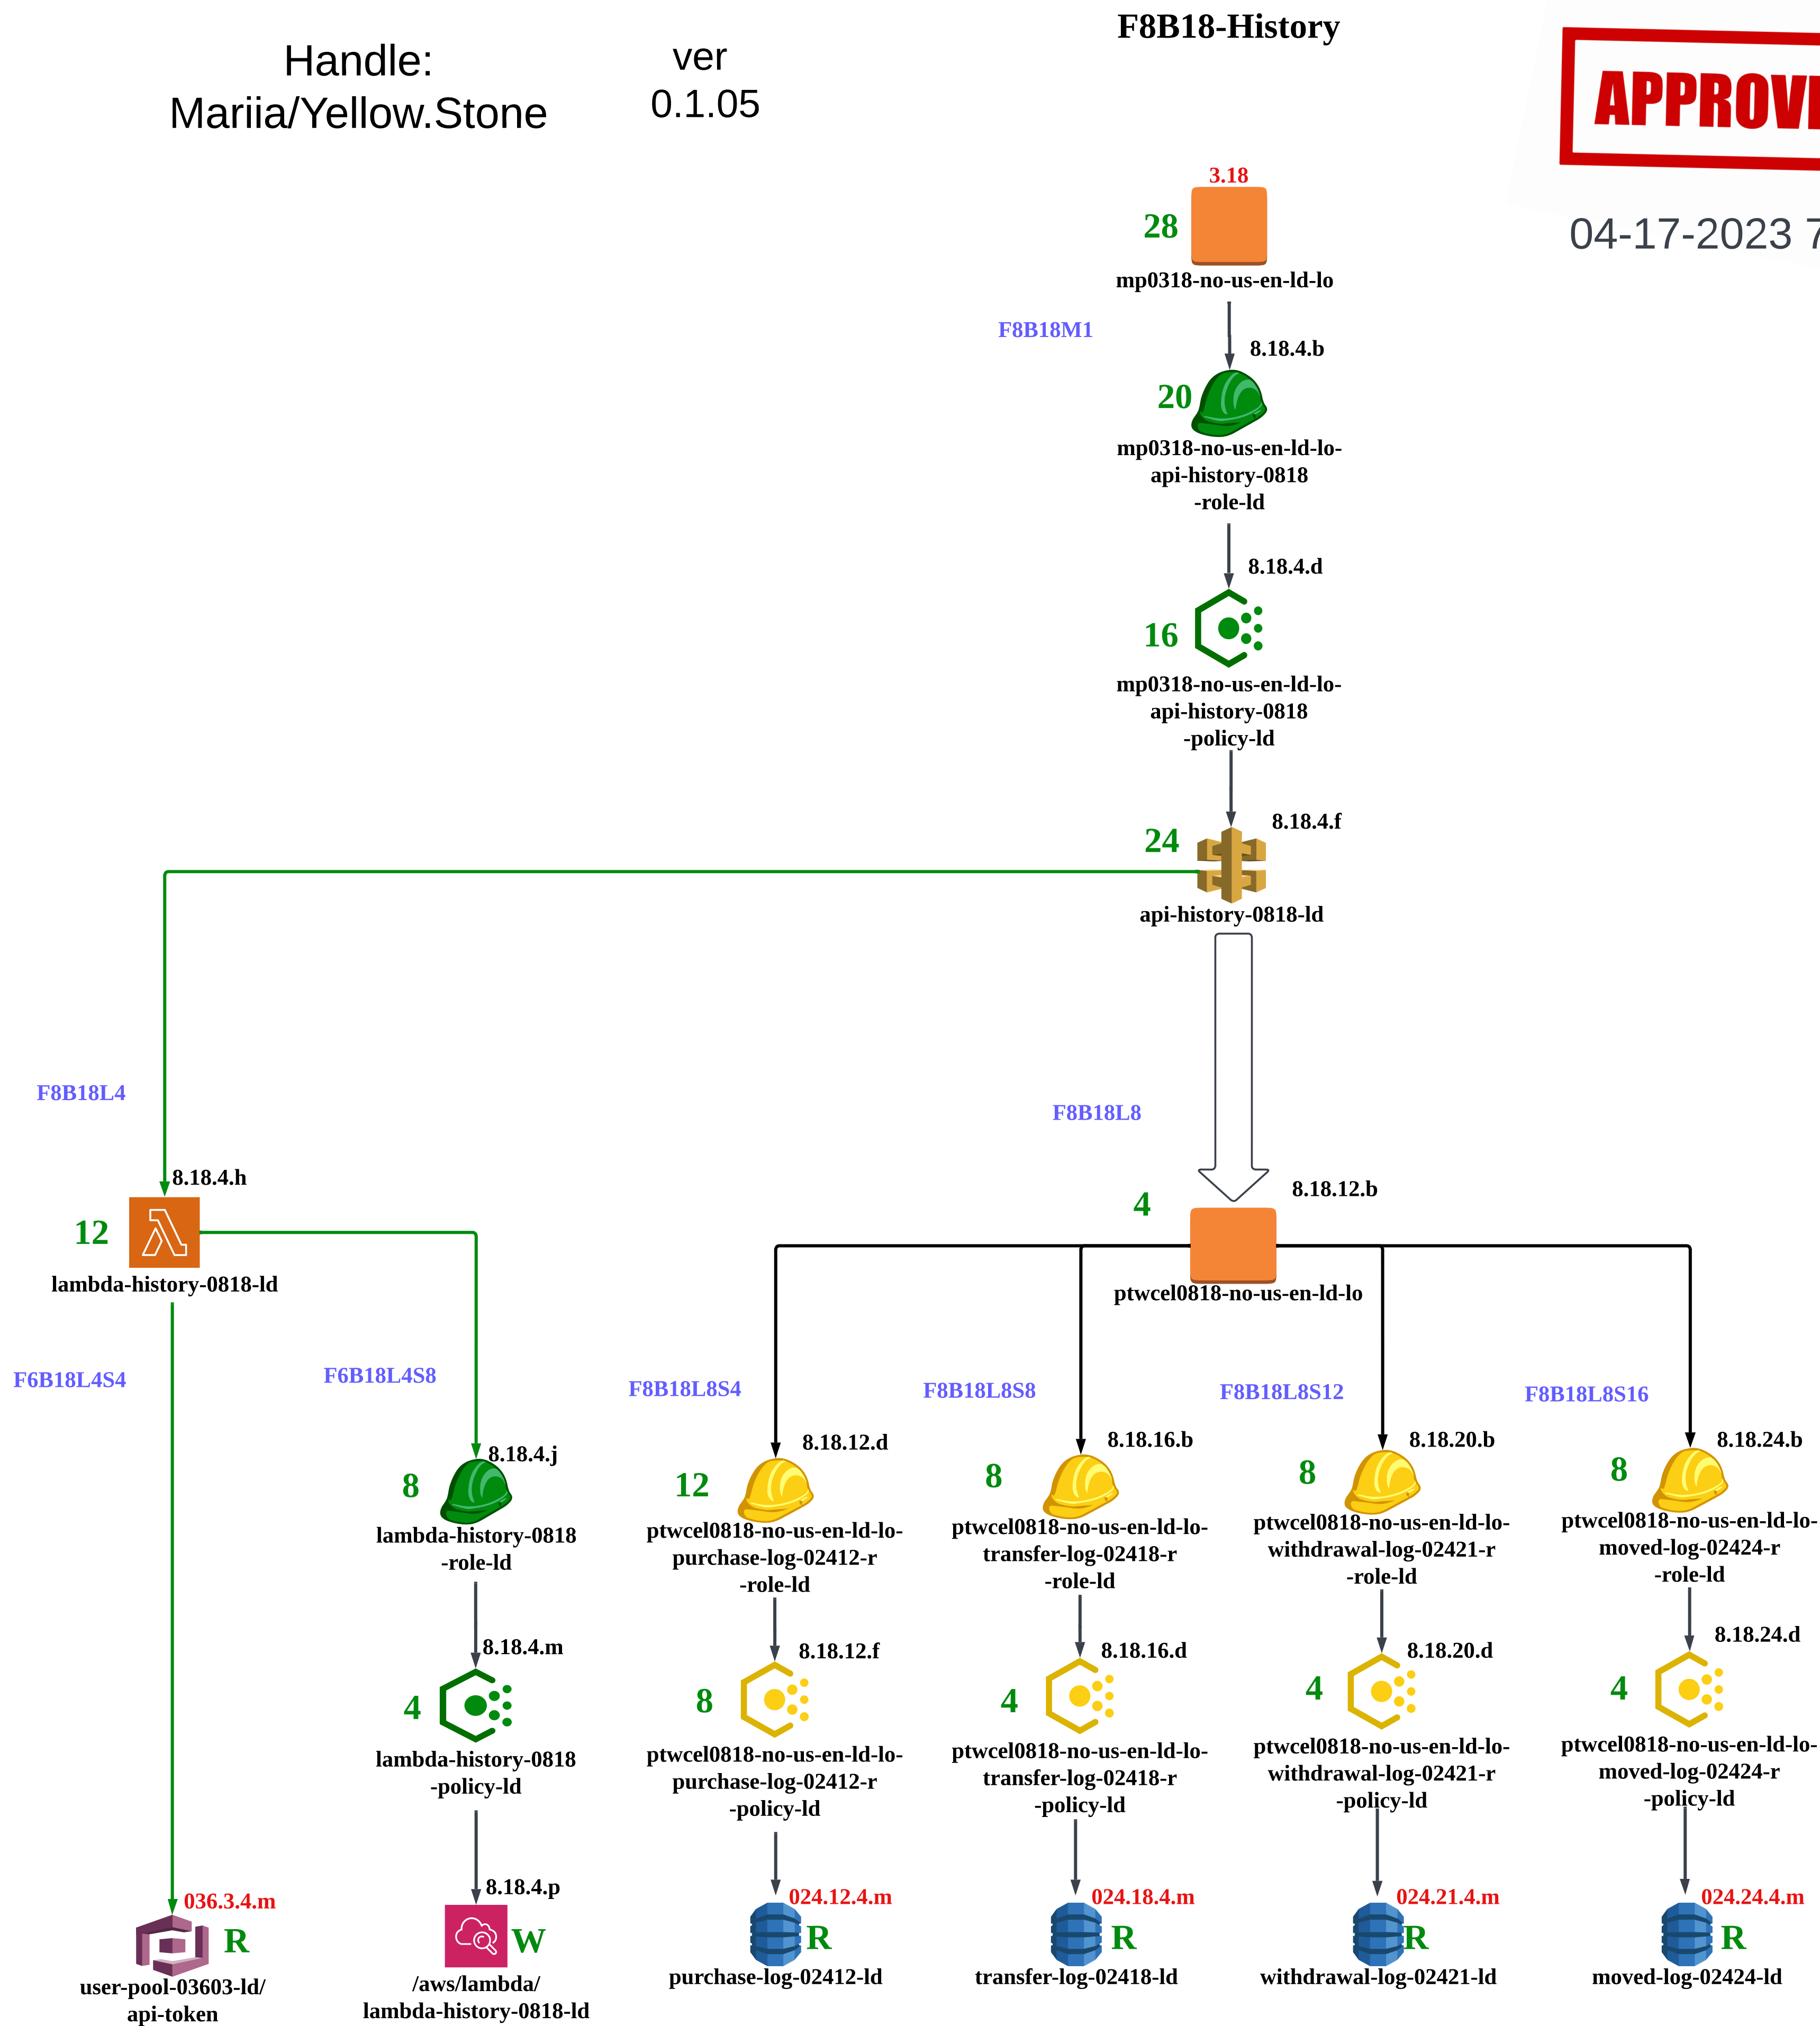 F8B18-History
Handle:
Mariia/Yellow.Stone
ver
0.1.05
04-17-2023
3.18
28
mp0318-no-us-en-ld-lo
F8B18M1
8.18.4.b
20
mp0318-no-us-en-ld-lo-
api-history-0818
-role-ld
8.18.4.d
16
mp0318-no-us-en-ld-lo-
api-history-0818
-policy-ld
8.18.4.f
24
api-history-0818-ld
F8B18L4
F8B18L8
8.18.4.h
12
lambda-history-0818-ld
8.18.12.b
4
ptwcel0818-no-us-en-ld-lo
F6B18L4S4
F6B18L4S8
F8B18L8S4
F8B18L8S8
F8B18L8S12
F8B18L8S16
8.18.4.j
8
lambda-history-0818
-role-ld
8.18.12.d
12
ptwcel0818-no-us-en-ld-lo-
purchase-log-02412-r
-role-ld
8.18.16.b
8
ptwcel0818-no-us-en-ld-lo-
transfer-log-02418-r
-role-ld
8.18.20.b
8
ptwcel0818-no-us-en-ld-lo-
withdrawal-log-02421-r
-role-ld
8.18.24.b
8
ptwcel0818-no-us-en-ld-lo-
moved-log-02424-r
-role-ld
8.18.4.m
4
lambda-history-0818
-policy-ld
8.18.12.f
8
ptwcel0818-no-us-en-ld-lo-
purchase-log-02412-r
-policy-ld
8.18.16.d
4
ptwcel0818-no-us-en-ld-lo-
transfer-log-02418-r
-policy-ld
8.18.20.d
4
ptwcel0818-no-us-en-ld-lo-
withdrawal-log-02421-r
-policy-ld
8.18.24.d
4
ptwcel0818-no-us-en-ld-lo-
moved-log-02424-r
-policy-ld
036.3.4.m
R
user-pool-03603-ld/
api-token
8.18.4.p
W
/aws/lambda/
lambda-history-0818-ld
024.12.4.m
R
purchase-log-02412-ld
024.18.4.m
R
transfer-log-02418-ld
024.21.4.m
R
withdrawal-log-02421-ld
024.24.4.m
R
moved-log-02424-ld